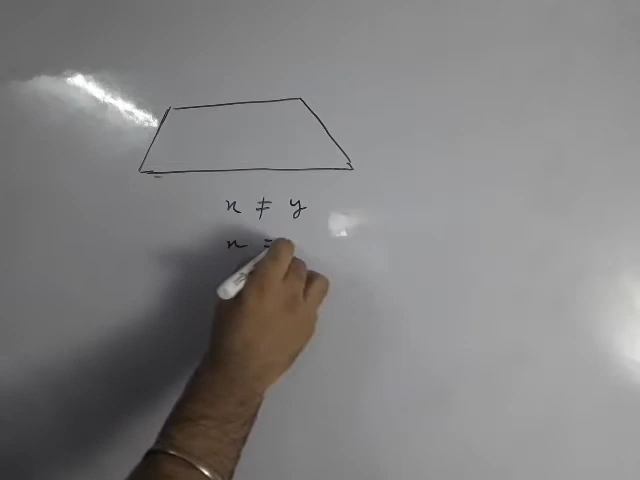 x ≠ y
x =